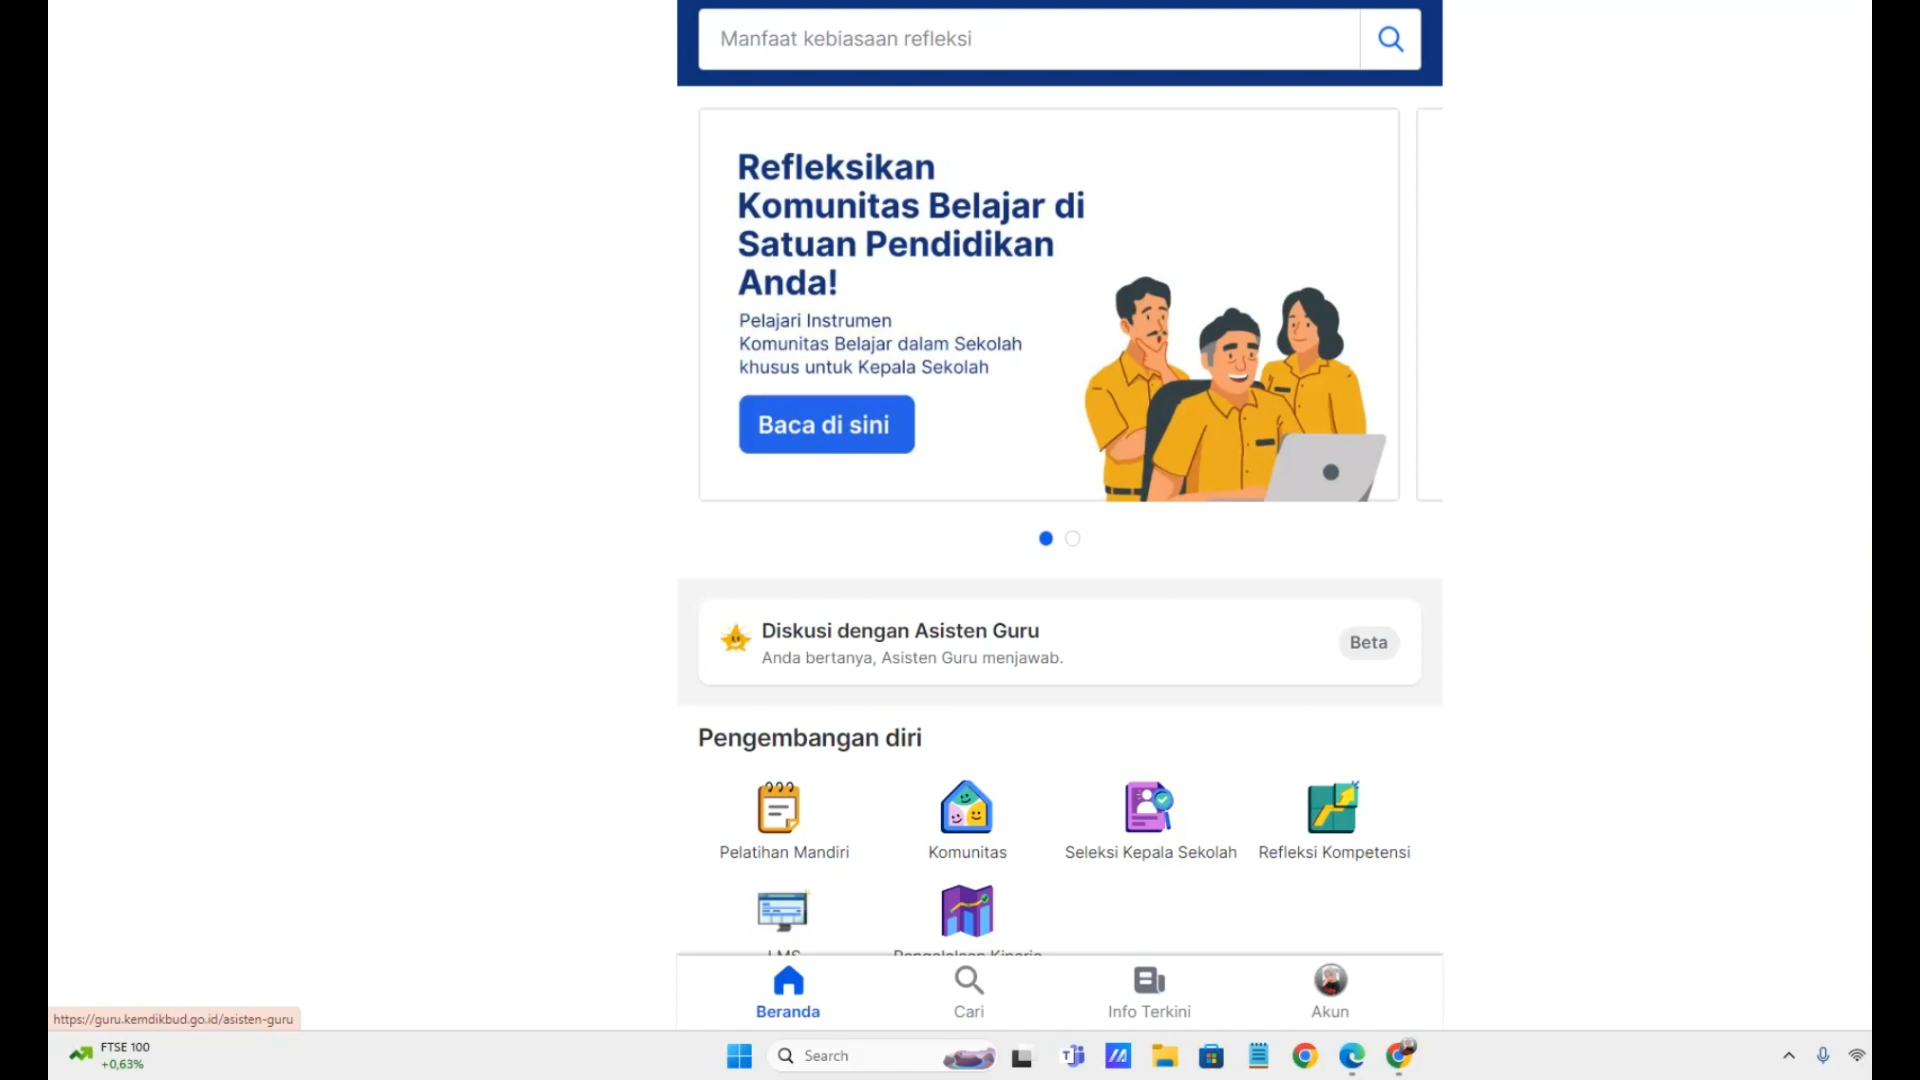 Manfaat kebiasaan refleksi
Refleksikan
Komunitas Belajar di
Satuan Pendidikan
Anda!
Pelajari Instrumen
Komunitas Belajar dalam Sekolah
khusus untuk Kepala Sekolah
Baca di sini
Diskusi dengan Asisten Guru
Anda bertanya, Asisten Guru menjawab.
Beta
Pengembangan diri
Pelatihan Mandiri
Komunitas
Seleksi Kepala Sekolah
Refleksi Kompetensi
LMS
Pengelolaan Kinerja
Beranda
Cari
Info Terkini
Akun
https://guru.kemdikbud.go.id/asisten-guru
FTSE 100
+0,63%
Search